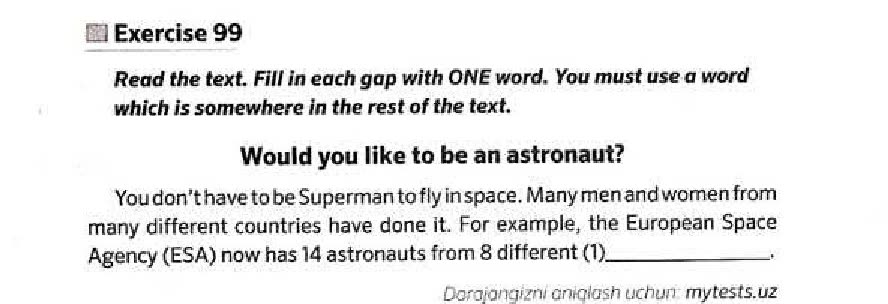 Exercise 99
Read the text. Fill in each gap with ONE word. You must use a word
which is somewhere in the rest of the text.
Would you like to be an astronaut?
You don't have to be Superman to fly in space. Many men and women from
many different countries have done it. For example, the European Space
Agency (ESA) now has 14 astronauts from 8 different (1)_______________.
Darajangizni aniqlash uchun: mytests.uz